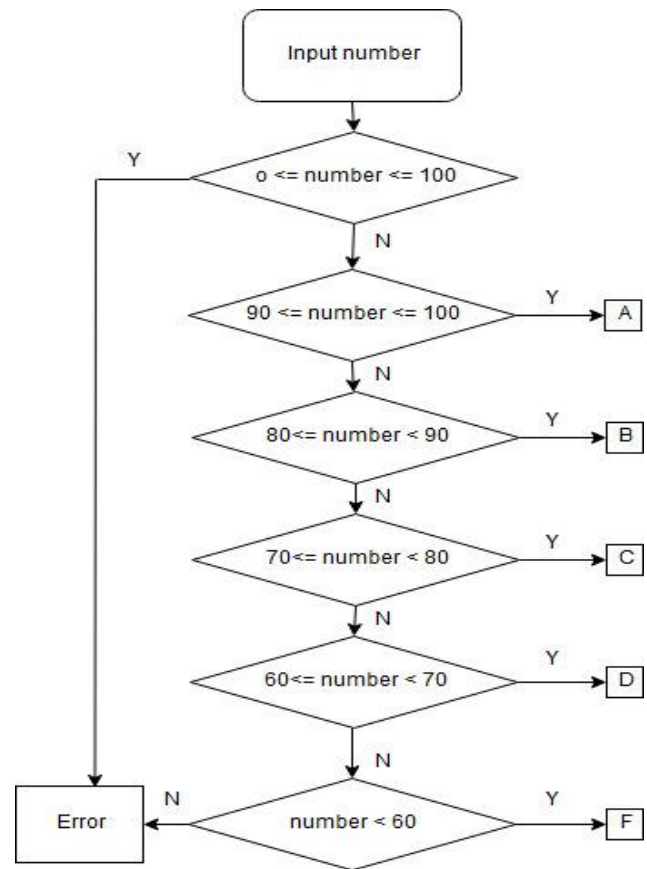 Input number
Y
o <= number <= 100
N
90 <= number <= 100
Y
A
N
80<= number < 90
Y
B
N
70<= number < 80
Y
C
N
60<= number < 70
Y
D
N
Error
N
number < 60
Y
F